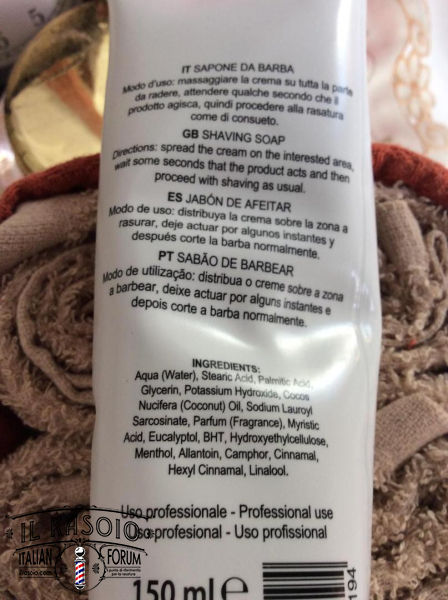 IT SAPONE DA BARBA
Modo d'uso: massaggiare la crema su tutta la parte
da radere, attendere qualche secondo che il
prodotto agisca, quindi procedere alla rasatura
come di consueto.
GB SHAVING SOAP
Directions: spread the cream on the interested area,
wait some seconds that the product acts and then
proceed with shaving as usual.
ES JABÓN DE AFEITAR
Modo de uso: distribuya la crema sobre la zona a
rasurar, deje actuar por algunos instantes y
después corte la barba normalmente.
PT SABÃO DE BARBEAR
Modo de utilização: distribua o creme sobre a zona
a barbear, deixe actuar por alguns instantes e
depois corte a barba normalmente.
INGREDIENTS:
Aqua (Water), Stearic Acid, Palmitic Acid,
Glycerin, Potassium Hydroxide, Cocos
Nucifera (Coconut) Oil, Sodium Lauroyl
Sarcosinate, Parfum (Fragrance), Myristic
Acid, Eucalyptol, BHT, Hydroxyethylcellulose,
Menthol, Allantoin, Camphor, Cinnamal,
Hexyl Cinnamal, Linalool.
Uso professionale - Professional use
Uso profesional - Uso profissional
150 ml e
194
IL RASOIO
ITALIAN FORUM